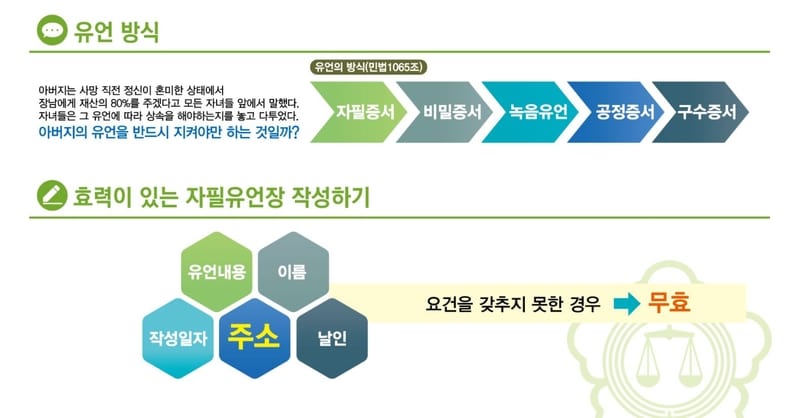 유언 방식
유언의 방식(민법1065조)
아버지는 사망 직전 정신이 혼미한 상태에서
장남에게 재산의 80%를 주겠다고 모든 자녀들 앞에서 말했다.
자녀들은 그 유언에 따라 상속을 해야하는지를 놓고 다투었다.
아버지의 유언을 반드시 지켜야만 하는 것일까?
자필증서 비밀증서 녹음유언 공정증서 구수증서
효력이 있는 자필유언장 작성하기
유언내용 이름
요건을 갖추지 못한 경우 무효
작성일자 주소 날인